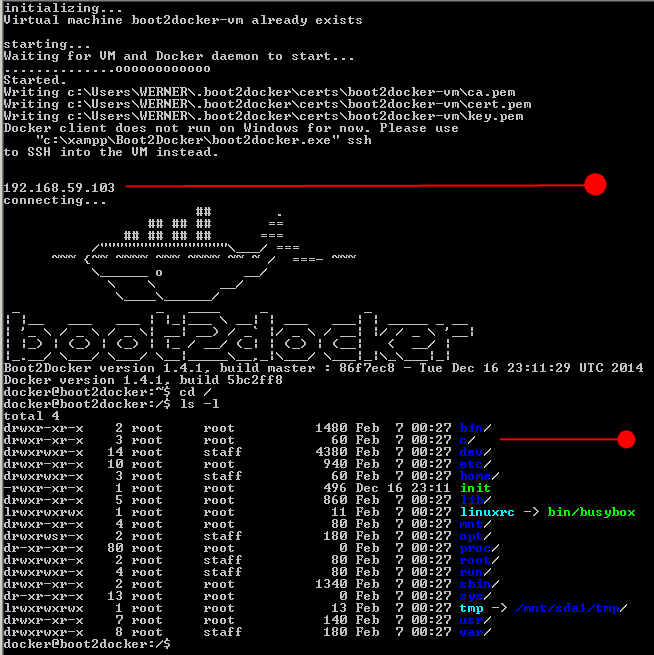 initializing...
Virtual machine boot2docker-vm already exists
starting...
Waiting for VM and Docker daemon to start...
..............oooooooooooo
Started.
Writing c:\Users\WERNER\.boot2docker\certs\boot2docker-vm\ca.pem
Writing c:\Users\WERNER\.boot2docker\certs\boot2docker-vm\cert.pem
Writing c:\Users\WERNER\.boot2docker\certs\boot2docker-vm\key.pem
Docker client does not run on Windows for now. Please use
"c:\xampp\Boot2Docker\boot2docker.exe" ssh
to SSH into the VM instead.
192.168.59.103
connecting...
boot2docker
Boot2Docker version 1.4.1, build master : 86f7ec8 - Tue Dec 16 23:11:29 UTC 2014
Docker version 1.4.1, build 5bc2ff8
docker@boot2docker:~$ cd /
docker@boot2docker:/$ ls -l
total 4
drwxr-xr-x 2 root root 1480 Feb 7 00:27 bin/
drwxr-xr-x 3 root root 60 Feb 7 00:27 c/
drwxrwxr-x 14 root staff 4380 Feb 7 00:27 dev/
drwxr-xr-x 10 root root 940 Feb 7 00:27 etc/
drwxrwxr-x 3 root staff 60 Feb 7 00:27 home/
-rwxr-xr-x 1 root root 496 Dec 16 23:11 init
drwxr-xr-x 5 root root 860 Feb 7 00:27 lib/
lrwxrwxrwx 1 root root 11 Feb 7 00:27 linuxrc -> bin/busybox
drwxr-xr-x 4 root root 80 Feb 7 00:27 mnt/
drwxrwsr-x 2 root staff 180 Feb 7 00:27 opt/
dr-xr-xr-x 80 root root 0 Feb 7 00:27 proc/
drwxrwxr-x 2 root staff 80 Feb 7 00:27 root/
drwxrwxr-x 4 root staff 80 Feb 7 00:27 run/
drwxr-xr-x 2 root root 1340 Feb 7 00:27 sbin/
dr-xr-xr-x 13 root root 0 Feb 7 00:27 sys/
lrwxrwxrwx 1 root root 13 Feb 7 00:27 tmp -> /mnt/sda1/tmp/
drwxr-xr-x 7 root root 140 Feb 7 00:27 usr/
drwxrwxr-x 8 root staff 180 Feb 7 00:27 var/
docker@boot2docker:/$